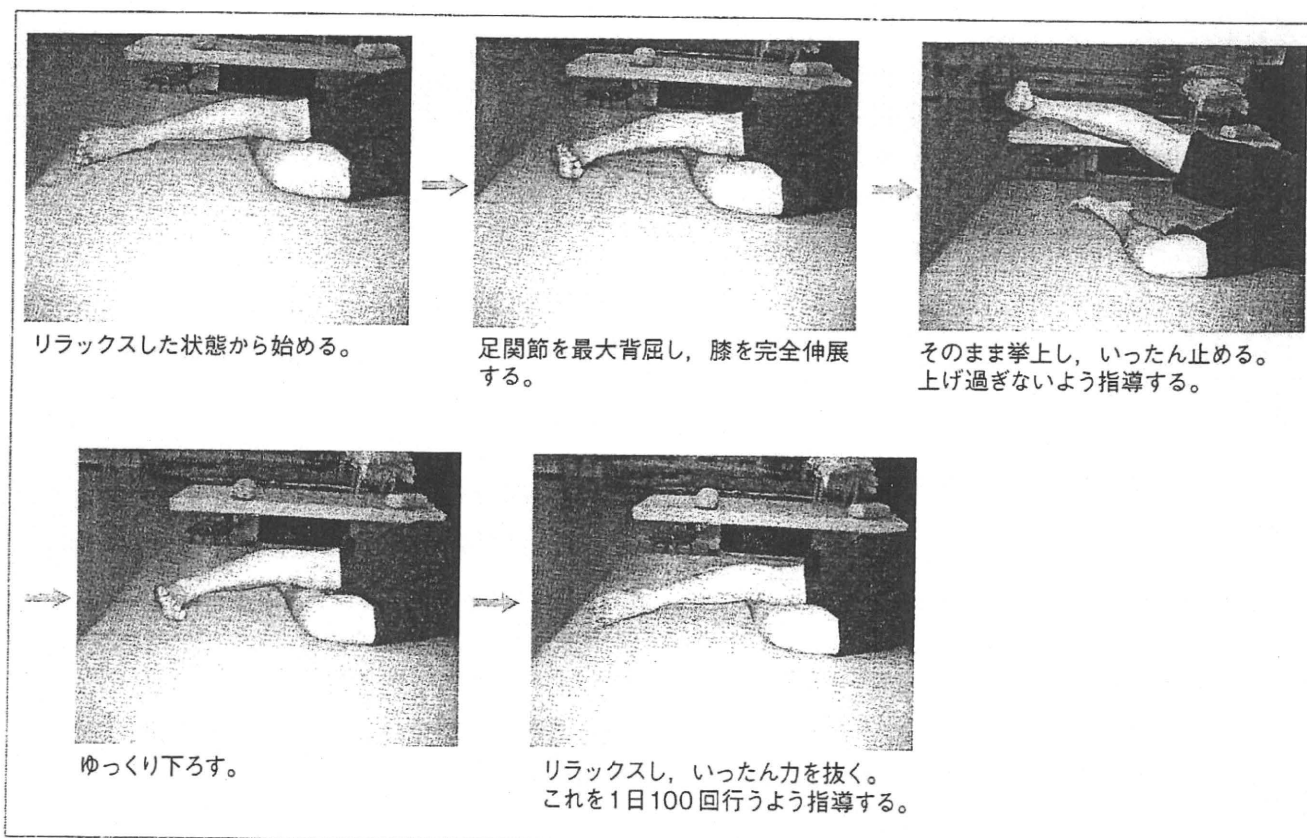 リラックスした状態から始める。
足関節を最大背屈し，膝を完全伸展
する。
そのまま挙上し，いったん止める。
上げ過ぎないよう指導する。
ゆっくり下ろす。
リラックスし，いったん力を抜く。
これを1日100回行うよう指導する。